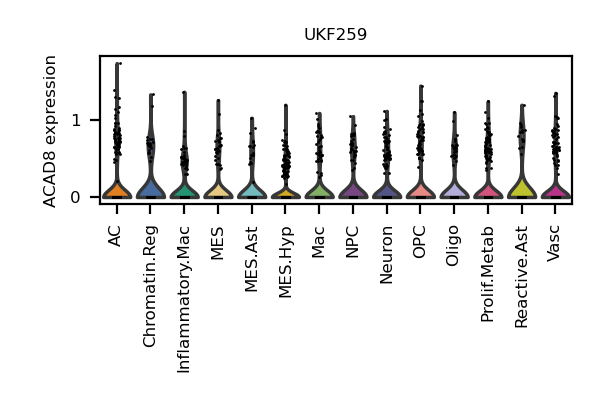 UKF259
ACAD8 expression
1
0
AC
Chromatin.Reg
Inflammatory.Mac
MES
MES.Ast
MES.Hyp
Mac
NPC
Neuron
OPC
Oligo
Prolif.Metab
Reactive.Ast
Vasc